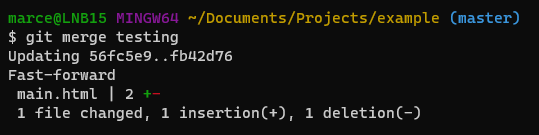 marce@LNB15 MINGW64 ~/Documents/Projects/example (master)
$ git merge testing
Updating 56fc5e9..fb42d76
Fast-forward
 main.html | 2 +-
 1 file changed, 1 insertion(+), 1 deletion(-)